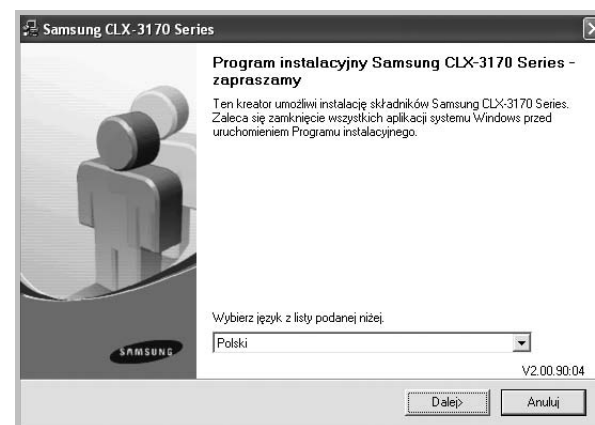 Samsung CLX-3170 Series
Program instalacyjny Samsung CLX-3170 Series -
zapraszamy
Ten kreator umożliwi instalację składników Samsung CLX-3170 Series.
Zaleca się zamknięcie wszystkich aplikacji systemu Windows przed
uruchomieniem Programu instalacyjnego.
Wybierz język z listy podanej niżej.
Polski
SAMSUNG
V2.00.90:04
Dalej>
Anuluj